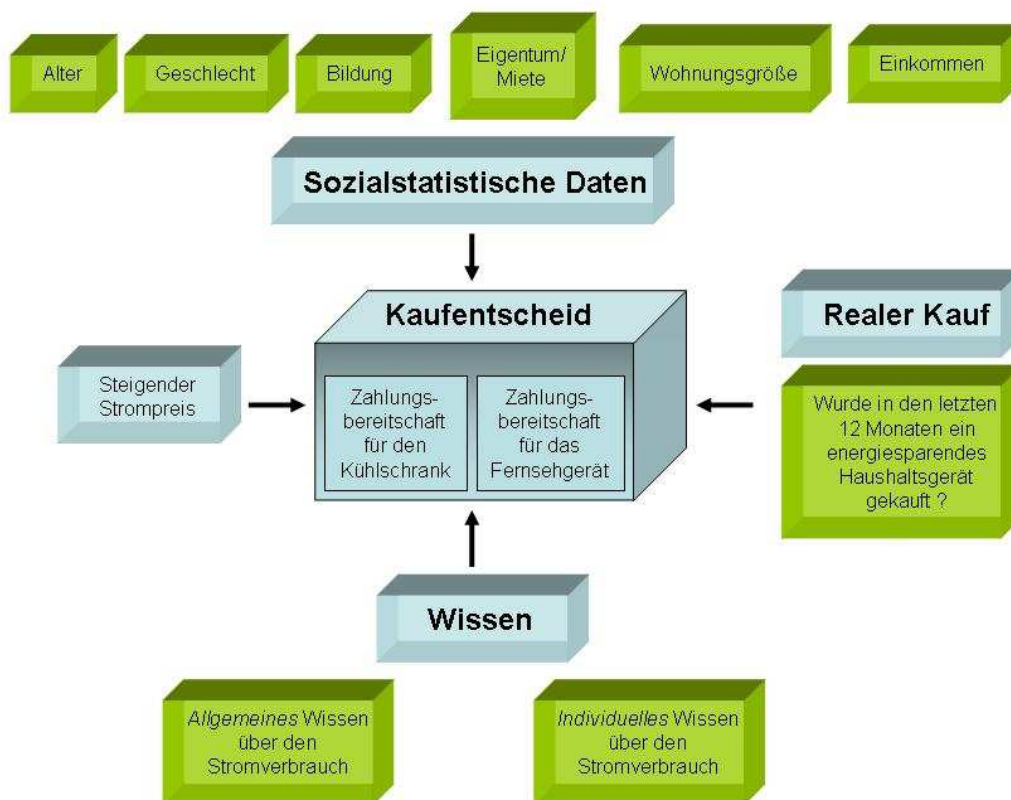 Alter
Geschlecht
Bildung
Eigentum/
Miete
Wohnungsgröße
Einkommen
Sozialstatistische Daten
Kaufentscheid
Zahlungs-
bereitschaft
für den
Kühlschrank
Zahlungs-
bereitschaft
für das
Fernsehgerät
Steigender
Strompreis
Realer Kauf
Wurde in den letzten
12 Monaten ein
energiesparendes
Haushaltsgerät
gekauft ?
Wissen
Allgemeines Wissen
über den
Stromverbrauch
Individuelles Wissen
über den
Stromverbrauch